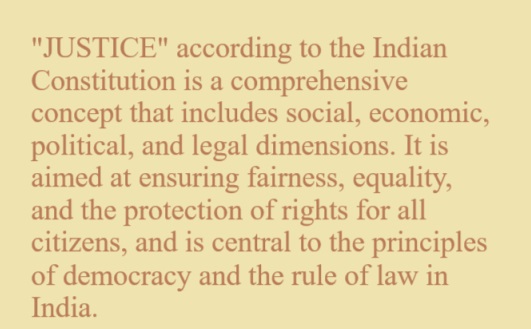 "JUSTICE" according to the Indian
Constitution is a comprehensive
concept that includes social, economic,
political, and legal dimensions. It is
aimed at ensuring fairness, equality,
and the protection of rights for all
citizens, and is central to the principles
of democracy and the rule of law in
India.